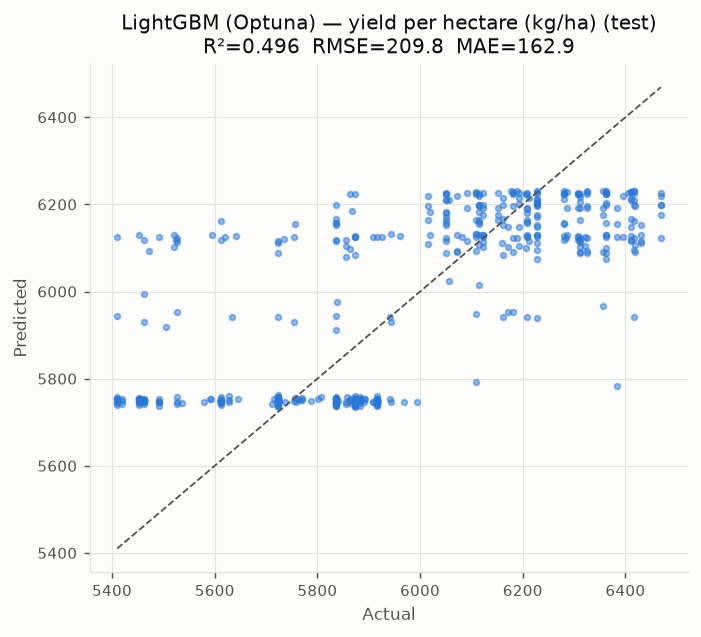 LightGBM (Optuna) — yield per hectare (kg/ha) (test)
R²=0.496 RMSE=209.8 MAE=162.9
Predicted
6400
6200
6000
5800
5600
5400
5400 5600 5800 6000 6200 6400
Actual